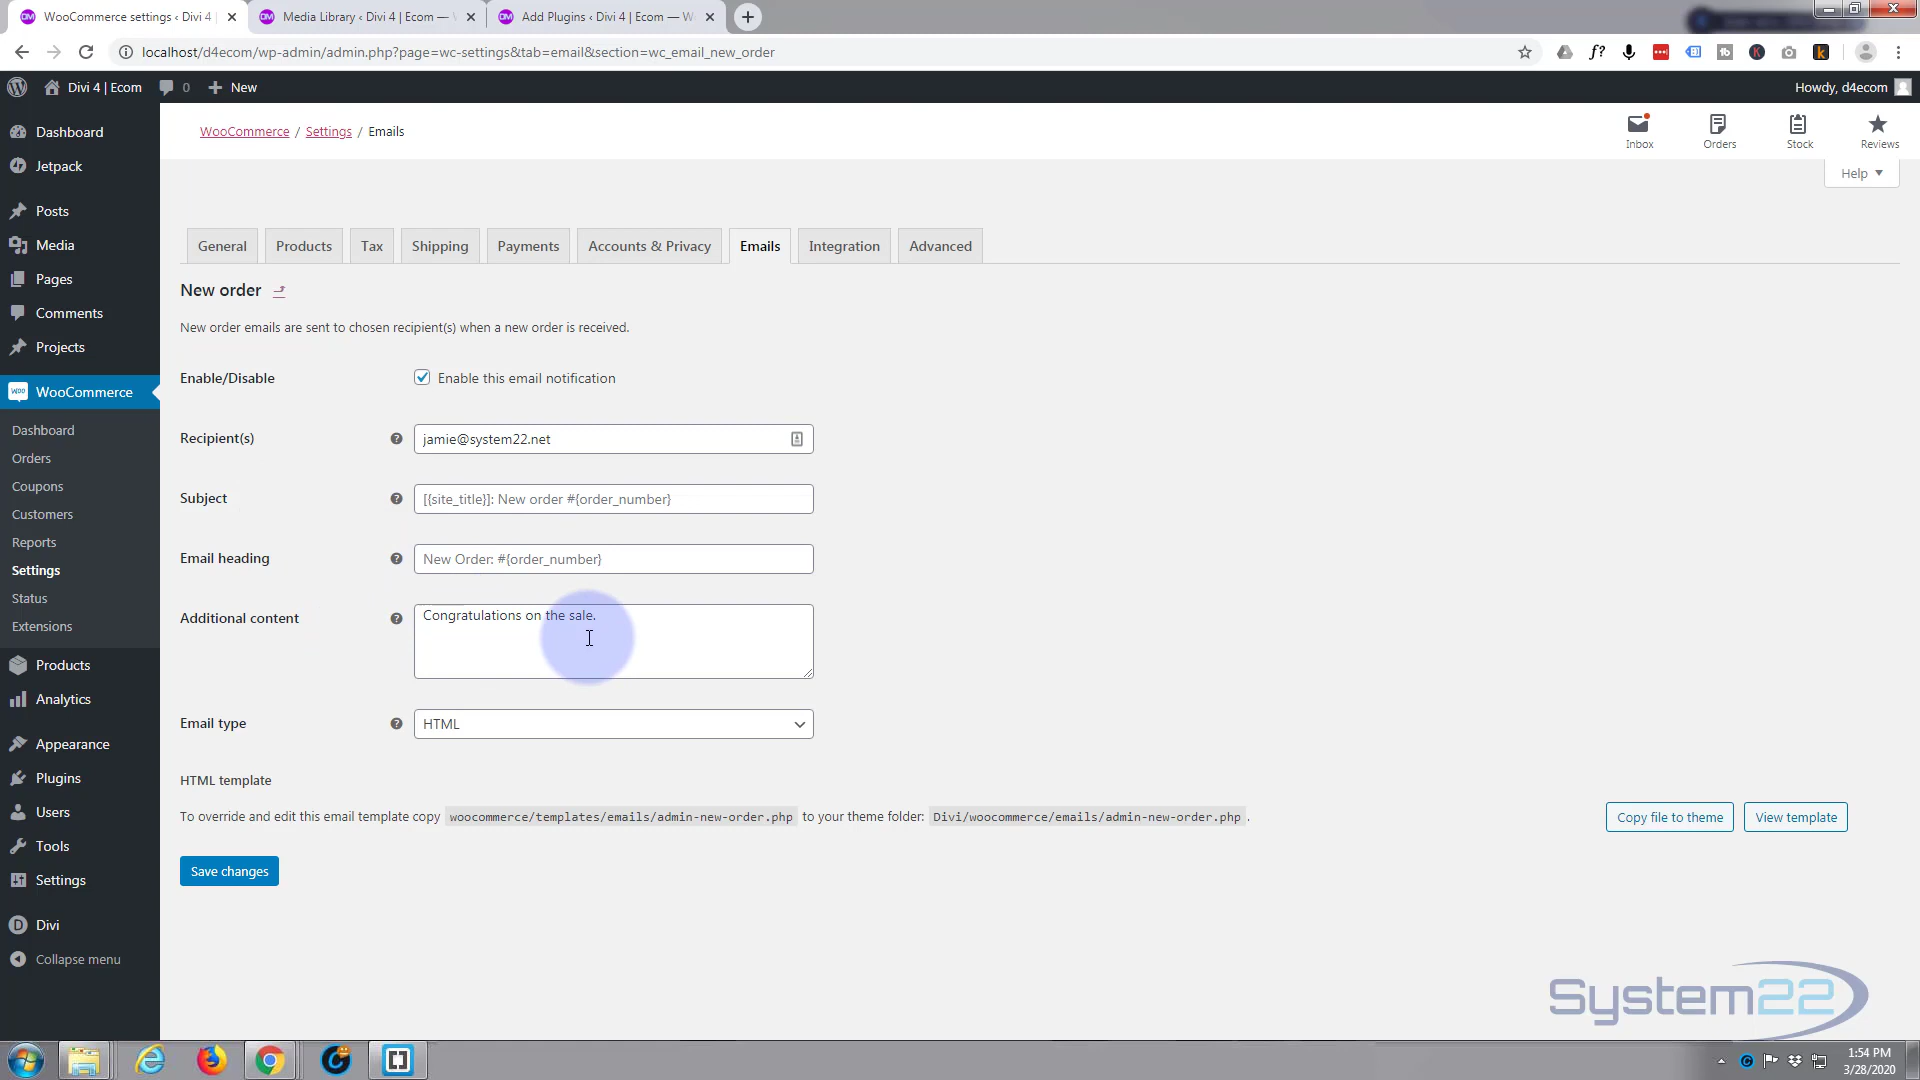 WooCommerce settings ‹ Divi 4 |
Media Library ‹ Divi 4 | Ecom —
Add Plugins ‹ Divi 4 | Ecom — W
localhost/d4ecom/wp-admin/admin.php?page=wc-settings&tab=email&section=wc_email_new_order
Divi 4 | Ecom
0
New
Howdy, d4ecom
Dashboard
Jetpack
Posts
Media
Pages
Comments
Projects
WooCommerce
Dashboard
Orders
Coupons
Customers
Reports
Settings
Status
Extensions
Products
Analytics
Appearance
Plugins
Users
Tools
Settings
Divi
Collapse menu
WooCommerce / Settings / Emails
Inbox
Orders
Stock
Reviews
Help
General
Products
Tax
Shipping
Payments
Accounts & Privacy
Emails
Integration
Advanced
New order
New order emails are sent to chosen recipient(s) when a new order is received.
Enable/Disable
Enable this email notification
Recipient(s)
jamie@system22.net
Subject
[{site_title}]: New order #{order_number}
Email heading
New Order: #{order_number}
Additional content
Congratulations on the sale.
Email type
HTML
HTML template
To override and edit this email template copy woocommerce/templates/emails/admin-new-order.php to your theme folder: Divi/woocommerce/emails/admin-new-order.php .
Copy file to theme
View template
Save changes
System22
1:54 PM
3/28/2020